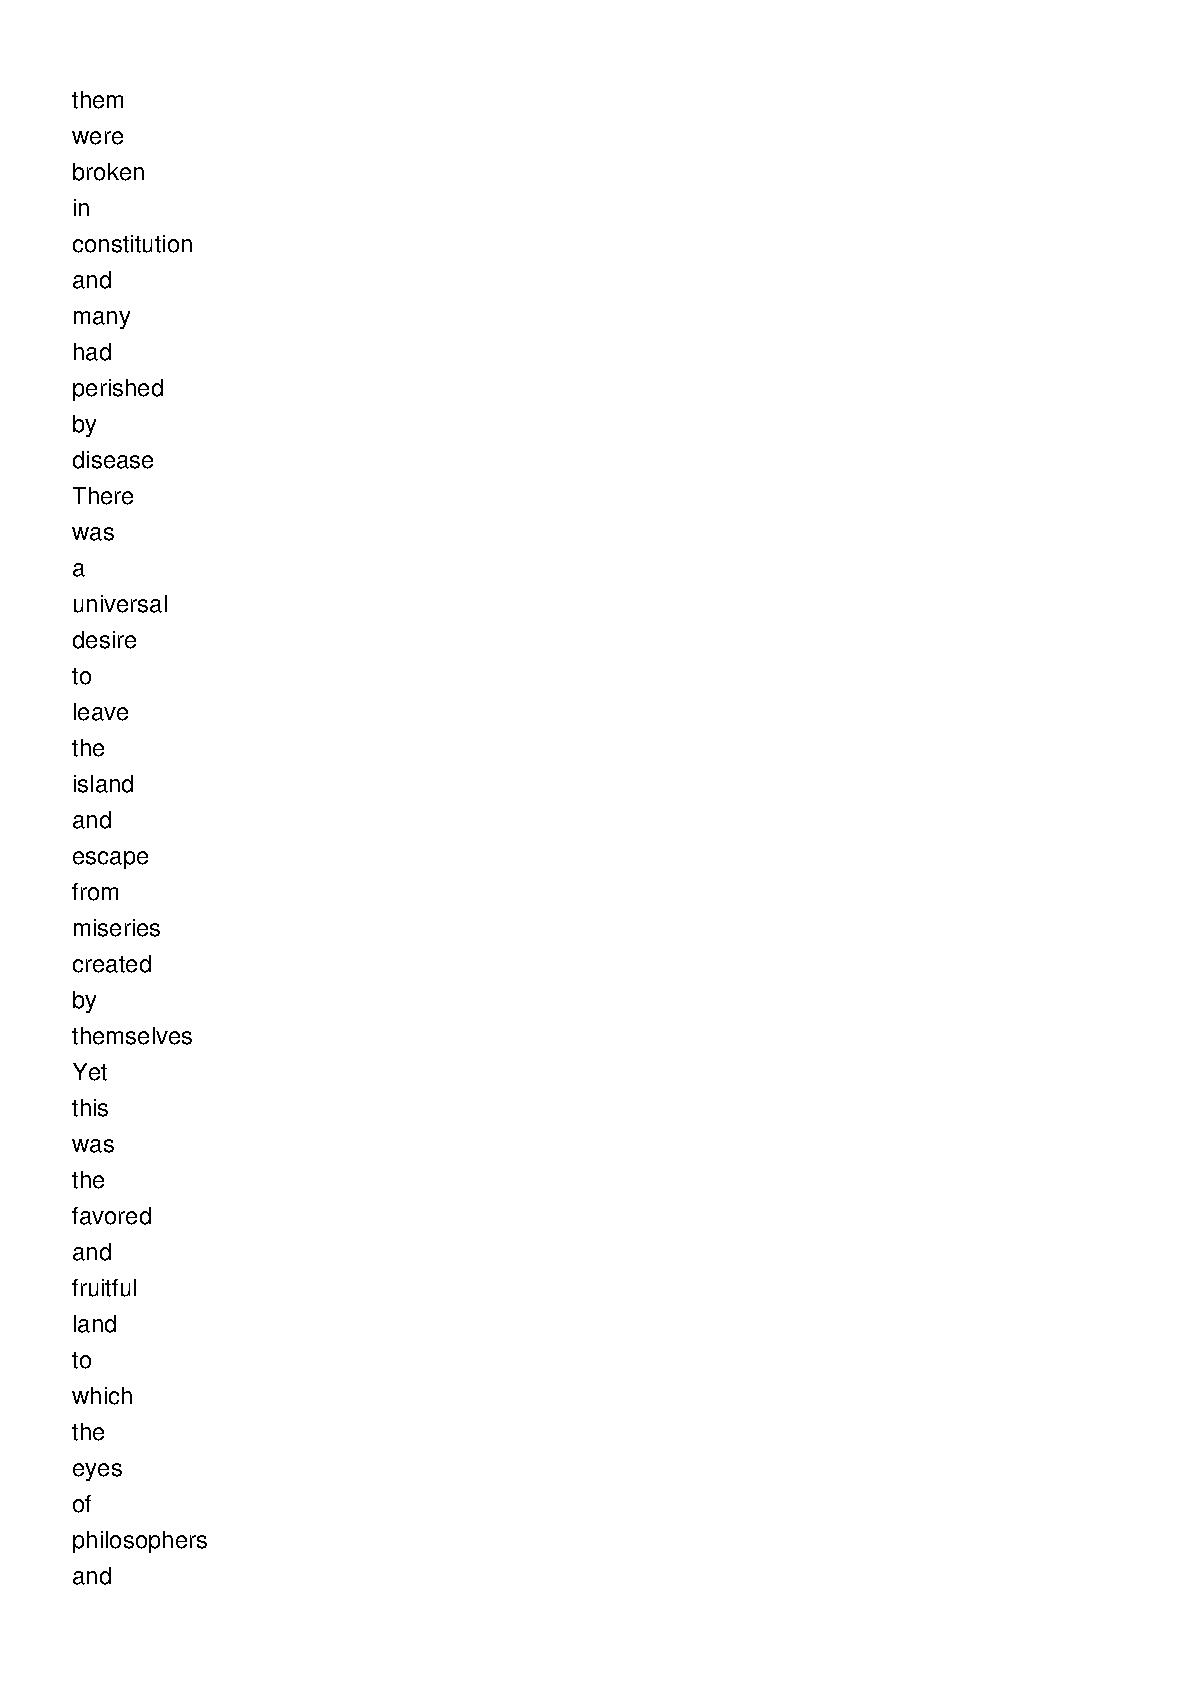 them
were
broken
in
constitution
and
many
had
perished
by
disease
There
was
a
universal
desire
to
leave
the
island
and
escape
from
miseries
created
by
themselves
Yet
this
was
the
favored
and
fruitful
land
to
which
the
eyes
of
philosophers
and